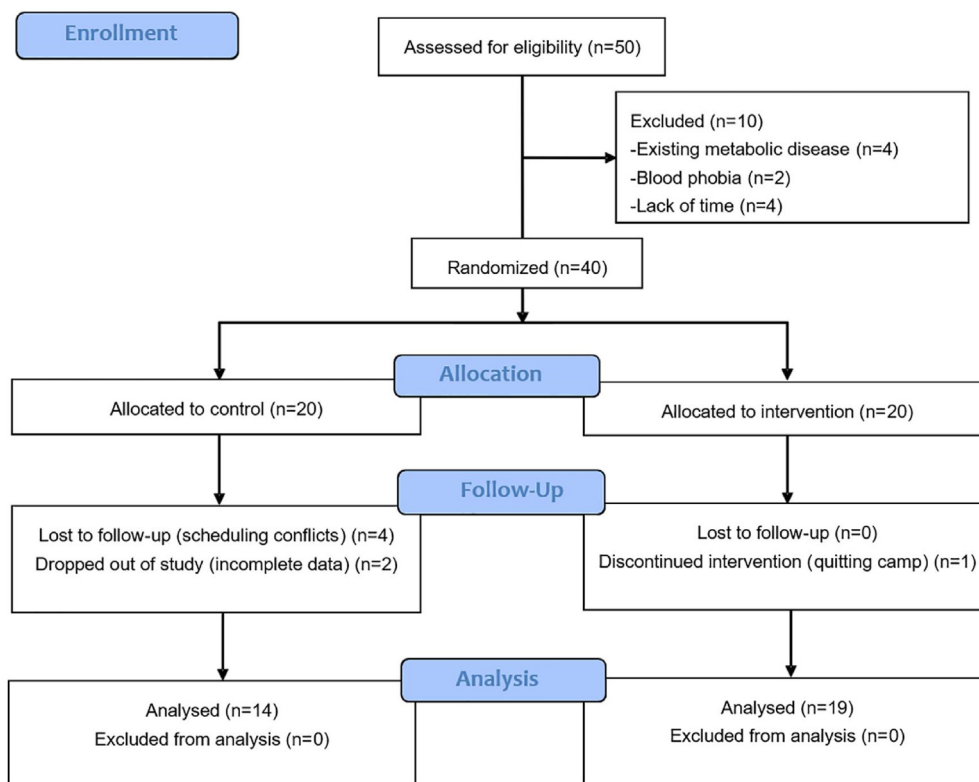 Enrollment
Assessed for eligibility (n=50)
Excluded (n=10)
-Existing metabolic disease (n=4)
-Blood phobia (n=2)
-Lack of time (n=4)
Randomized (n=40)
Allocation
Allocated to control (n=20)
Allocated to intervention (n=20)
Follow-Up
Lost to follow-up (scheduling conflicts) (n=4)
Dropped out of study (incomplete data) (n=2)
Lost to follow-up (n=0)
Discontinued intervention (quitting camp) (n=1)
Analysis
Analysed (n=14)
Excluded from analysis (n=0)
Analysed (n=19)
Excluded from analysis (n=0)